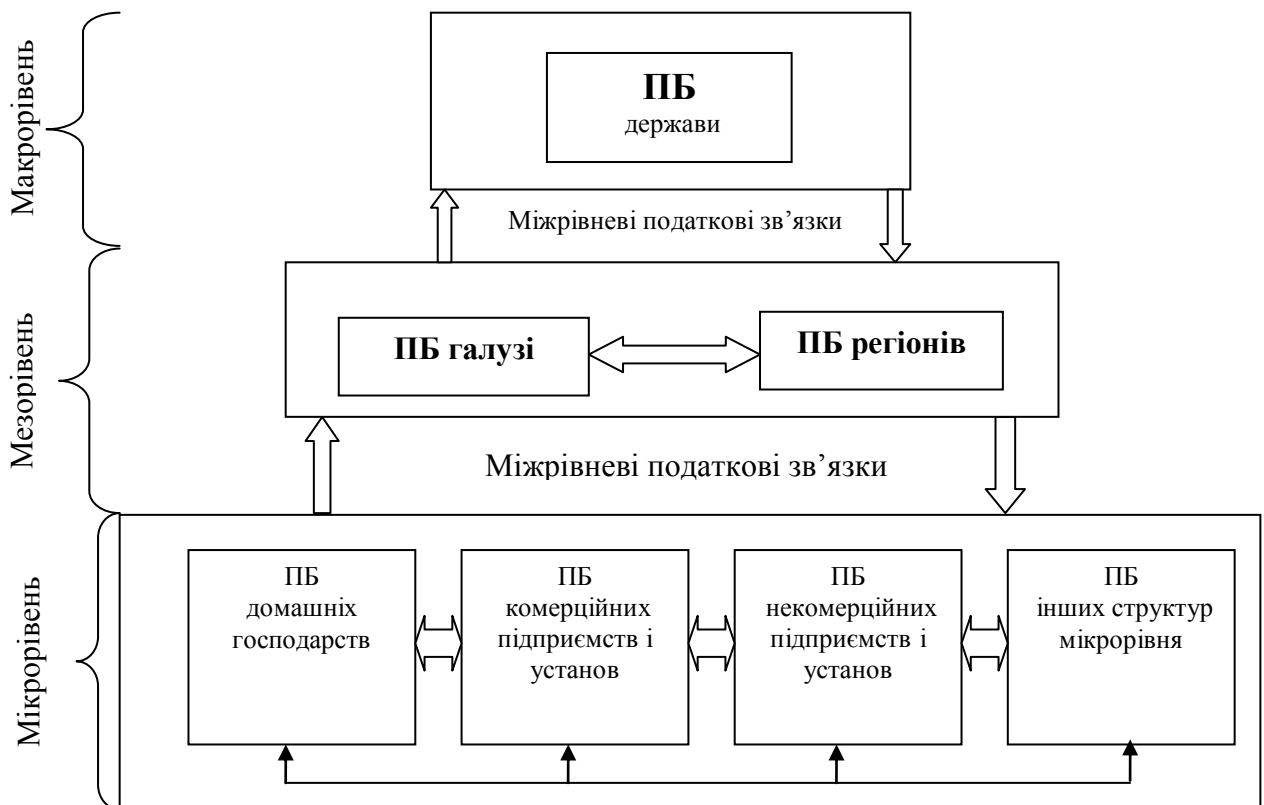 Макрорівень
ПБ
держави
Міжрівневі податкові зв’язки
Мезорівень
ПБ галузі
ПБ регіонів
Міжрівневі податкові зв’язки
Мікрорівень
ПБ
домашніх
господарств
ПБ
комерційних
підприємств і
установ
ПБ
некомерційних
підприємств і
установ
ПБ
інших структур
мікрорівня